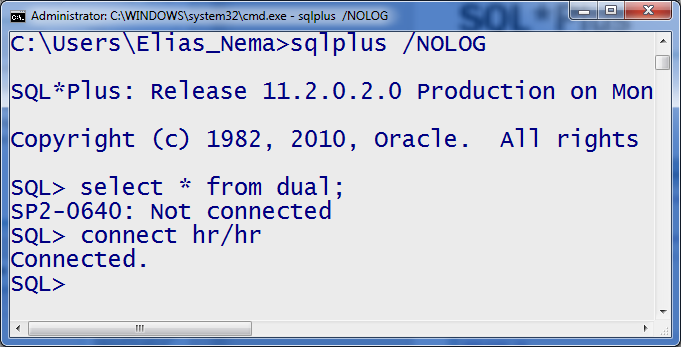 Administrator: C:\WINDOWS\system32\cmd.exe - sqlplus /NOLOG
SQL*Plus
C:\Users\Elias_Nema>sqlplus /NOLOG
SQL*Plus: Release 11.2.0.2.0 Production on Mon
Copyright (c) 1982, 2010, Oracle.  All rights
SQL> select * from dual;
SP2-0640: Not connected
SQL> connect hr/hr
Connected.
SQL>